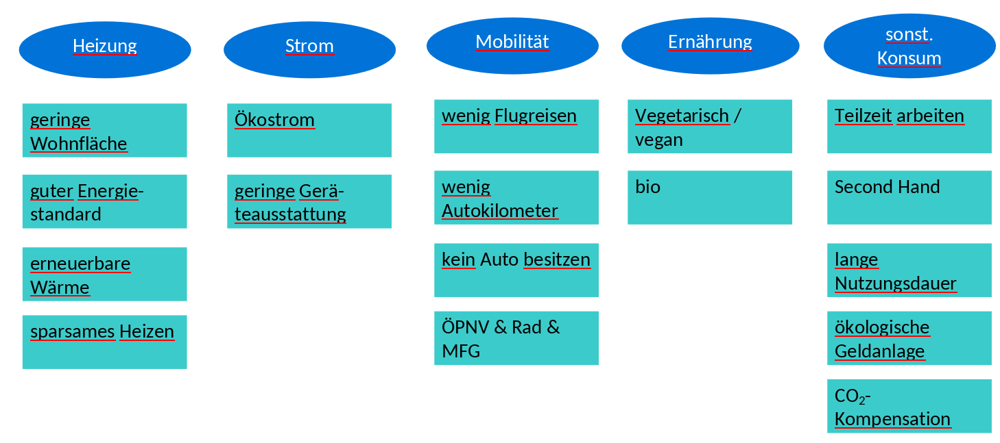 Heizung
geringe
Wohnfläche
guter Energie-
standard
erneuerbare
Wärme
sparsames Heizen
Strom
Ökostrom
geringe Gerä-
teausstattung
Mobilität
wenig Flugreisen
wenig
Autokilometer
kein Auto besitzen
ÖPNV & Rad &
MFG
Ernährung
Vegetarisch /
vegan
bio
sonst.
Konsum
Teilzeit arbeiten
Second Hand
lange
Nutzungsdauer
ökologische
Geldanlage
CO₂-
Kompensation